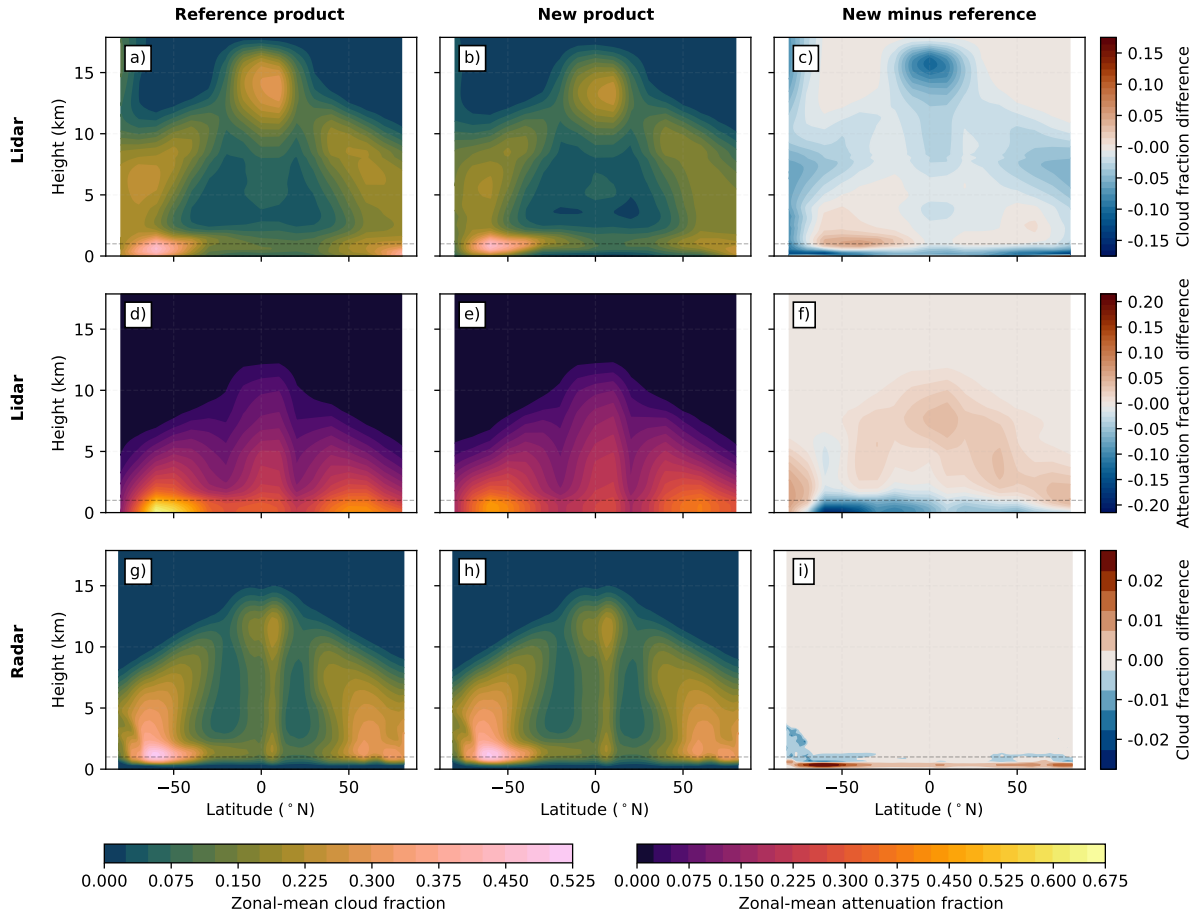 Reference product
New product
New minus reference
Lidar
Height (km)
15
10
5
0
a)
b)
c)
0.15
0.10
0.05
-0.00
-0.05
-0.10
-0.15
Cloud fraction difference
Lidar
Height (km)
15
10
5
0
d)
e)
f)
0.20
0.15
0.10
0.05
-0.00
-0.05
-0.10
-0.15
-0.20
Attenuation fraction difference
Radar
Height (km)
15
10
5
0
g)
h)
i)
0.02
0.01
0.00
-0.01
-0.02
Cloud fraction difference
−50 0 50
−50 0 50
−50 0 50
Latitude (°N)
Latitude (°N)
Latitude (°N)
0.000 0.075 0.150 0.225 0.300 0.375 0.450 0.525
Zonal-mean cloud fraction
0.000 0.075 0.150 0.225 0.300 0.375 0.450 0.525 0.600 0.675
Zonal-mean attenuation fraction